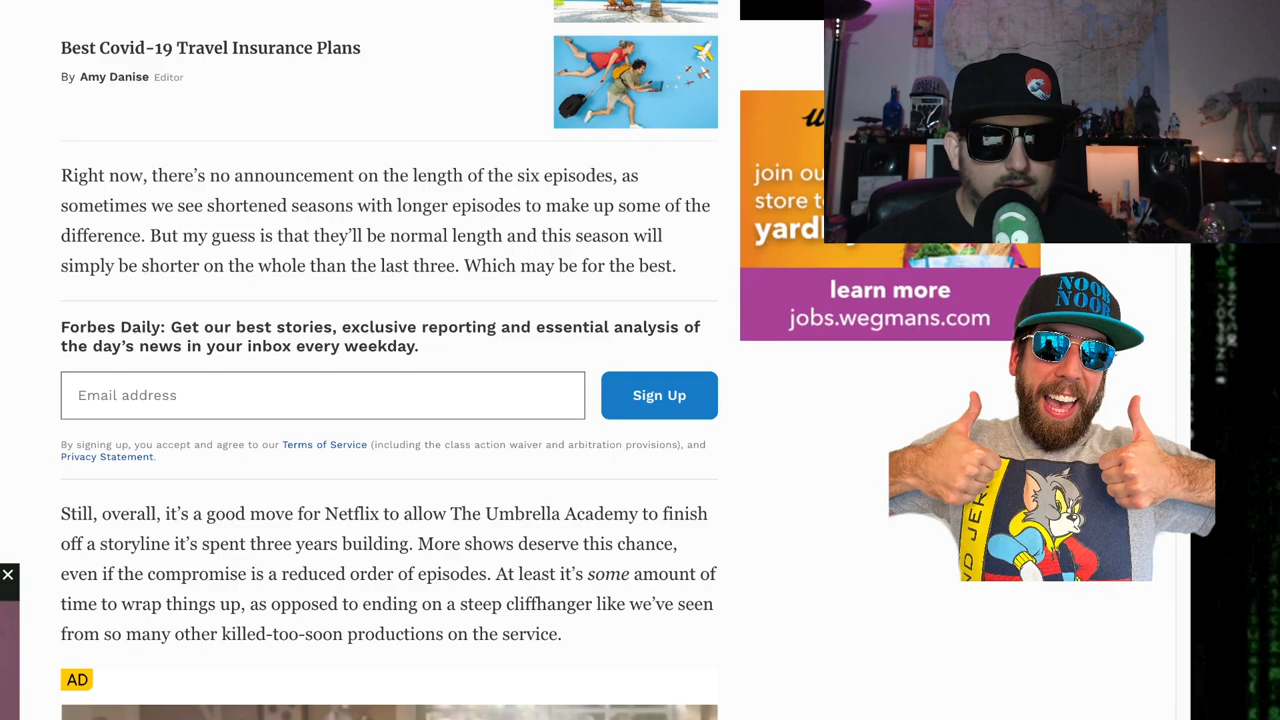 Best Covid-19 Travel Insurance Plans
By Amy Danise Editor
Right now, there's no announcement on the length of the six episodes, as
sometimes we see shortened seasons with longer episodes to make up some of the
difference. But my guess is that they'll be normal length and this season will
simply be shorter on the whole than the last three. Which may be for the best.
Forbes Daily: Get our best stories, exclusive reporting and essential analysis of
the day's news in your inbox every weekday.
Email address
Sign Up
By signing up, you accept and agree to our Terms of Service (including the class action waiver and arbitration provisions), and
Privacy Statement.
Still, overall, it's a good move for Netflix to allow The Umbrella Academy to finish
off a storyline it's spent three years building. More shows deserve this chance,
even if the compromise is a reduced order of episodes. At least it's some amount of
time to wrap things up, as opposed to ending on a steep cliffhanger like we've seen
from so many other killed-too-soon productions on the service.
AD
join
store
learn more
jobs.wegmans.com
NOOB
NOOB
ND JER